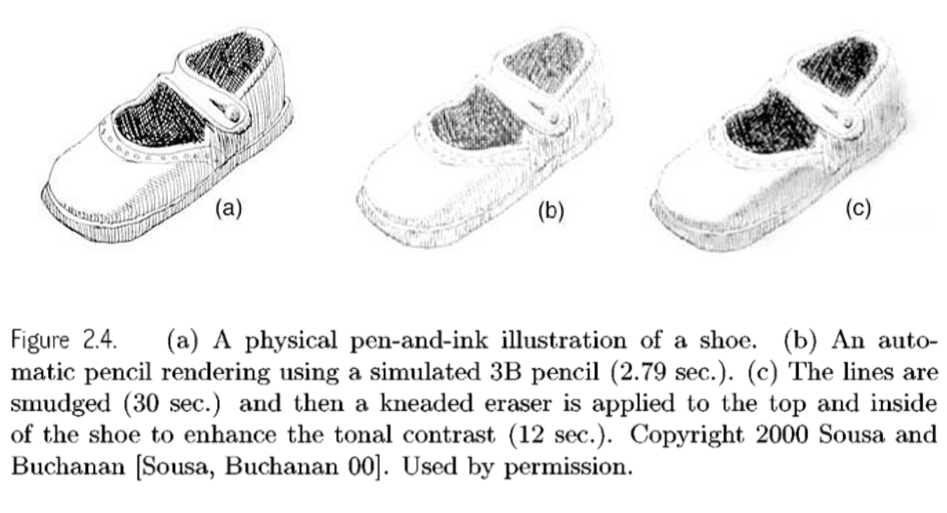 (a)
(b)
(c)
Figure 2.4. (a) A physical pen-and-ink illustration of a shoe. (b) An auto-
matic pencil rendering using a simulated 3B pencil (2.79 sec.). (c) The lines are
smudged (30 sec.) and then a kneaded eraser is applied to the top and inside
of the shoe to enhance the tonal contrast (12 sec.). Copyright 2000 Sousa and
Buchanan [Sousa, Buchanan 00]. Used by permission.